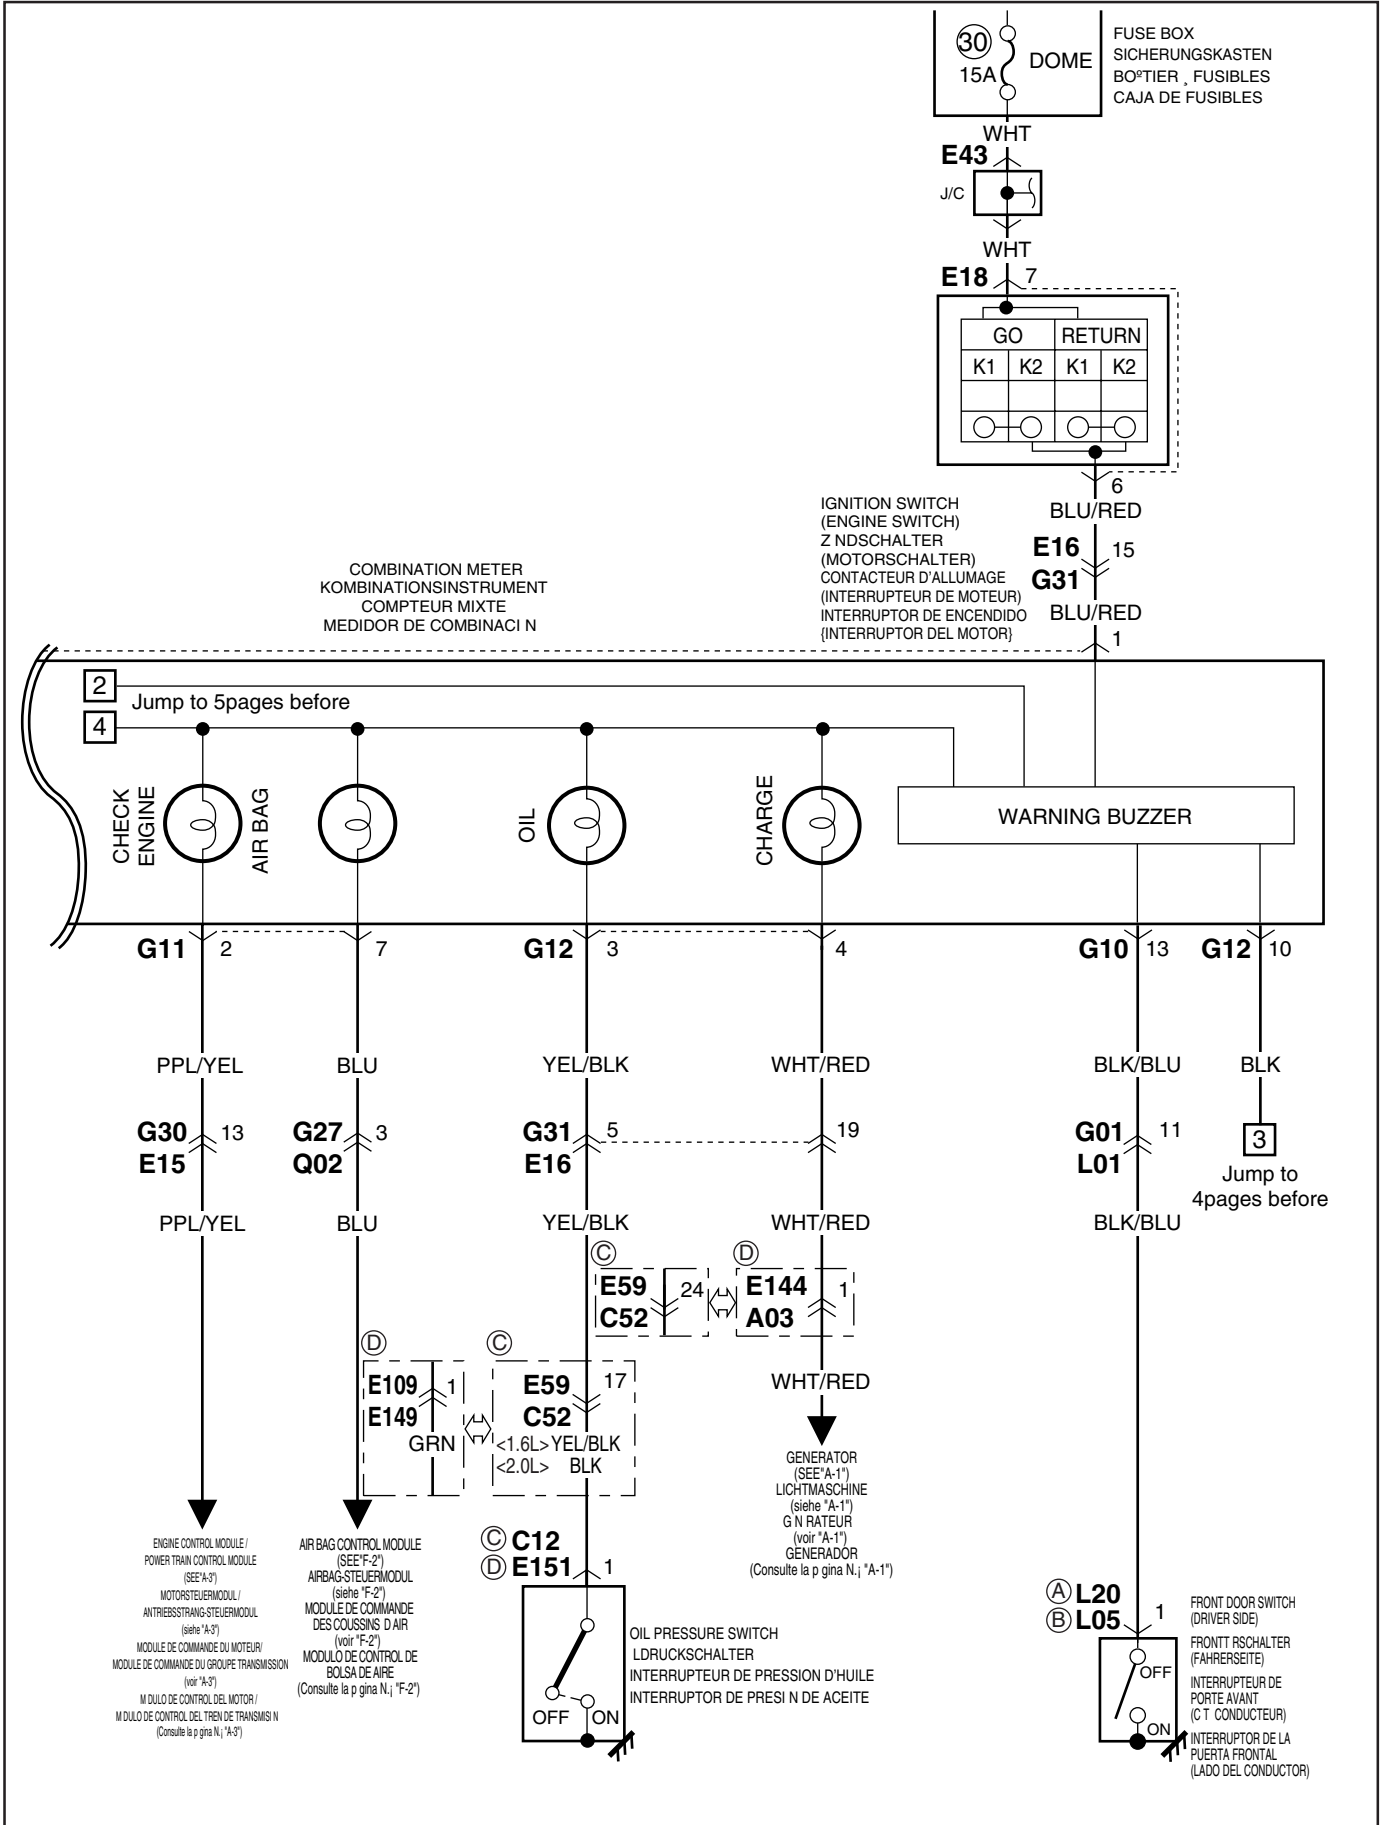 30
15A
DOME
FUSE BOX
SICHERUNGSKASTEN
BOºTIER ¸ FUSIBLES
CAJA DE FUSIBLES
WHT
E43
J/C
WHT
E18 7
GO RETURN
K1 K2 K1 K2
6
BLU/RED
IGNITION SWITCH
(ENGINE SWITCH)
Z NDSCHALTER
(MOTORSCHALTER)
CONTACTEUR D'ALLUMAGE
(INTERRUPTEUR DE MOTEUR)
INTERRUPTOR DE ENCENDIDO
{INTERRUPTOR DEL MOTOR}
E16 15
G31
BLU/RED
1
COMBINATION METER
KOMBINATIONSINSTRUMENT
COMPTEUR MIXTE
MEDIDOR DE COMBINACI N
2
Jump to 5pages before
4
CHECK
ENGINE
AIR BAG
OIL
CHARGE
WARNING BUZZER
G11 2 7 G12 3 4 G10 13 G12 10
PPL/YEL BLU YEL/BLK WHT/RED BLK/BLU BLK
G30 13 G27 3 G31 5 19 G01 11 3
E15 Q02 E16 L01
Jump to
4pages before
PPL/YEL BLU YEL/BLK WHT/RED BLK/BLU
C D
E59 24 E144 1
C52 A03
D C
E109 1 E59 17
E149 C52
GRN <1.6L> YEL/BLK
<2.0L> BLK
WHT/RED
GENERATOR
(SEE"A-1")
LICHTMASCHINE
(siehe "A-1")
G N RATEUR
(voir "A-1")
GENERADOR
(Consulte la p gina N.¡ "A-1")
ENGINE CONTROL MODULE /
POWER TRAIN CONTROL MODULE
(SEE"A-3")
MOTORSTEUERMODUL /
ANTRIEBSSTRANG-STEUERMODUL
(siehe "A-3")
MODULE DE COMMANDE DU MOTEUR/
MODULE DE COMMANDE DU GROUPE TRANSMISSION
(voir "A-3")
M DULO DE CONTROL DEL MOTOR /
M DULO DE CONTROL DEL TREN DE TRANSMISI N
(Consulte la p gina N.¡ "A-3")
AIR BAG CONTROL MODULE
(SEE"F-2")
AIRBAG-STEUERMODUL
(siehe "F-2")
MODULE DE COMMANDE
DES COUSSINS D AIR
(voir "F-2")
MODULO DE CONTROL DE
BOLSA DE AIRE
(Consulte la p gina N.¡ "F-2")
C C12
D E151 1
OFF ON
OIL PRESSURE SWITCH
LDRUCKSCHALTER
INTERRUPTEUR DE PRESSION D'HUILE
INTERRUPTOR DE PRESI N DE ACEITE
A L20
B L05 1
OFF
ON
FRONT DOOR SWITCH
(DRIVER SIDE)
FRONTT RSCHALTER
(FAHRERSEITE)
INTERRUPTEUR DE
PORTE AVANT
(C T CONDUCTEUR)
INTERRUPTOR DE LA
PUERTA FRONTAL
(LADO DEL CONDUCTOR)